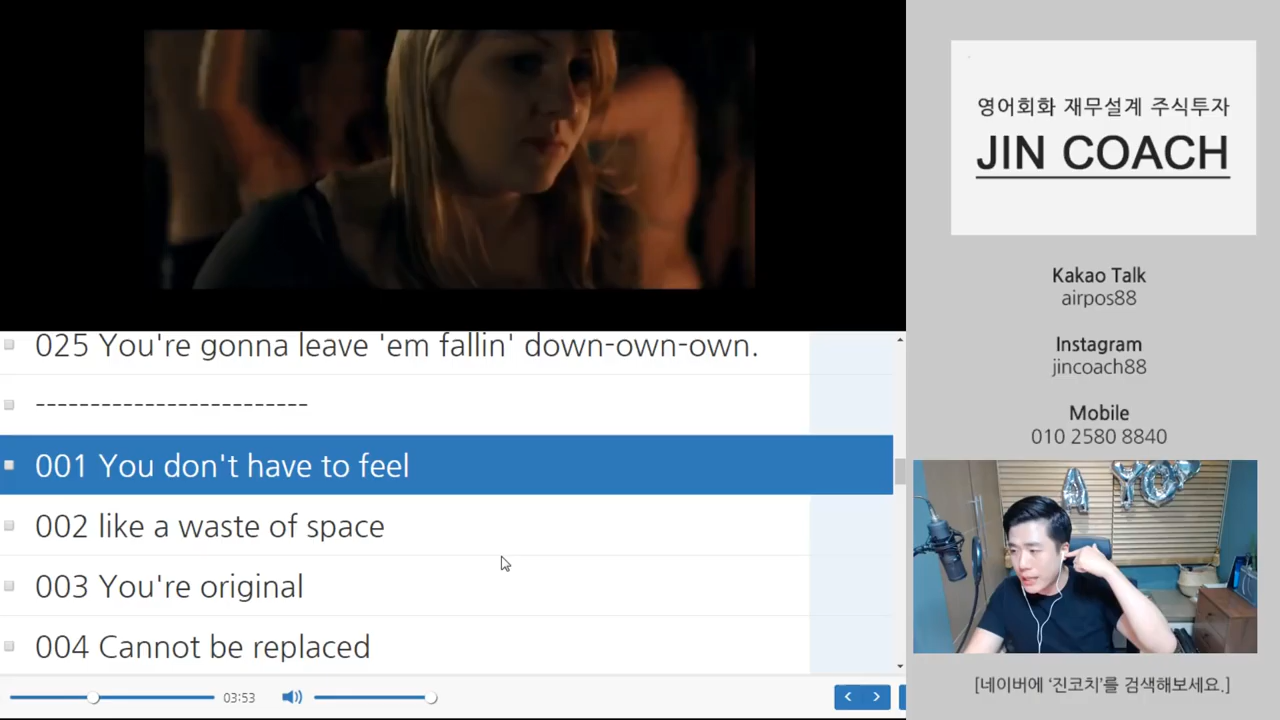 025 You're gonna leave 'em fallin' down-own-own.
-------------------------
001 You don't have to feel
002 like a waste of space
003 You're original
004 Cannot be replaced
03:53
영어회화 재무설계 주식투자
JIN COACH
Kakao Talk
airpos88
Instagram
jincoach88
Mobile
010 2580 8840
A YO!
[네이버에 '진코치'를 검색해보세요.]